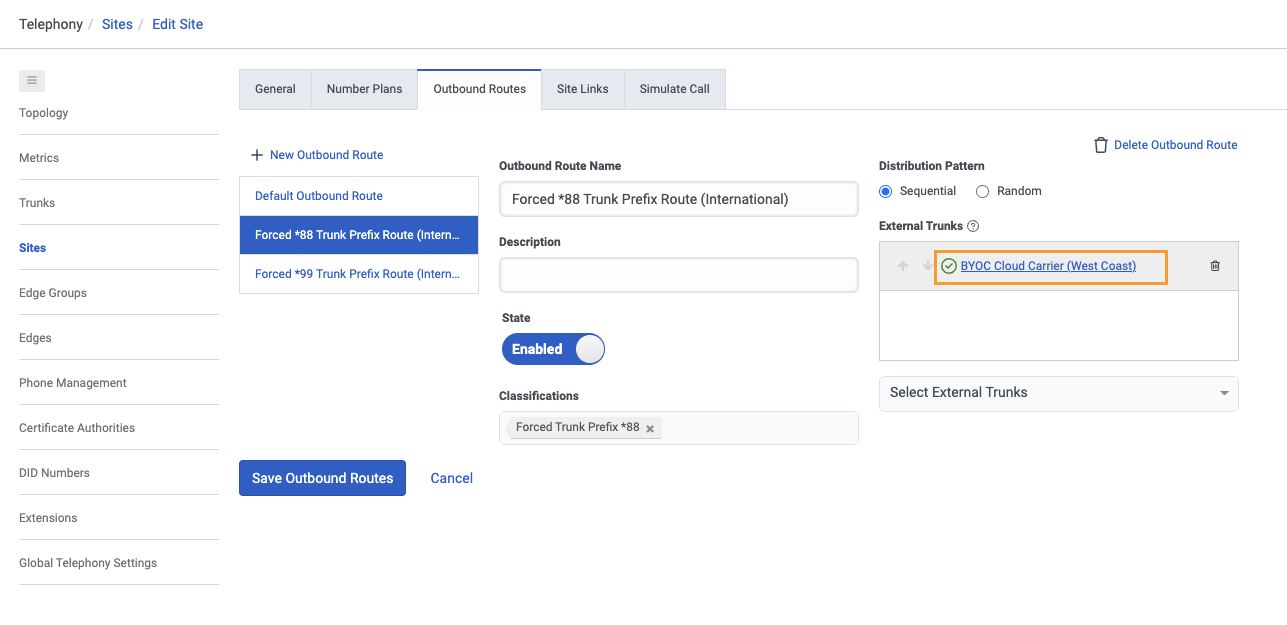 Telephony / Sites / Edit Site
Topology
Metrics
Trunks
Sites
Edge Groups
Edges
Phone Management
Certificate Authorities
DID Numbers
Extensions
Global Telephony Settings
General Number Plans Outbound Routes Site Links Simulate Call
New Outbound Route
Default Outbound Route
Forced *88 Trunk Prefix Route (Intern...
Forced *99 Trunk Prefix Route (Intern...
Outbound Route Name
Forced *88 Trunk Prefix Route (International)
Description
State
Enabled
Classifications
Forced Trunk Prefix *88 ×
Delete Outbound Route
Distribution Pattern
Sequential Random
External Trunks ?
BYOC Cloud Carrier (West Coast)
Select External Trunks
Save Outbound Routes Cancel